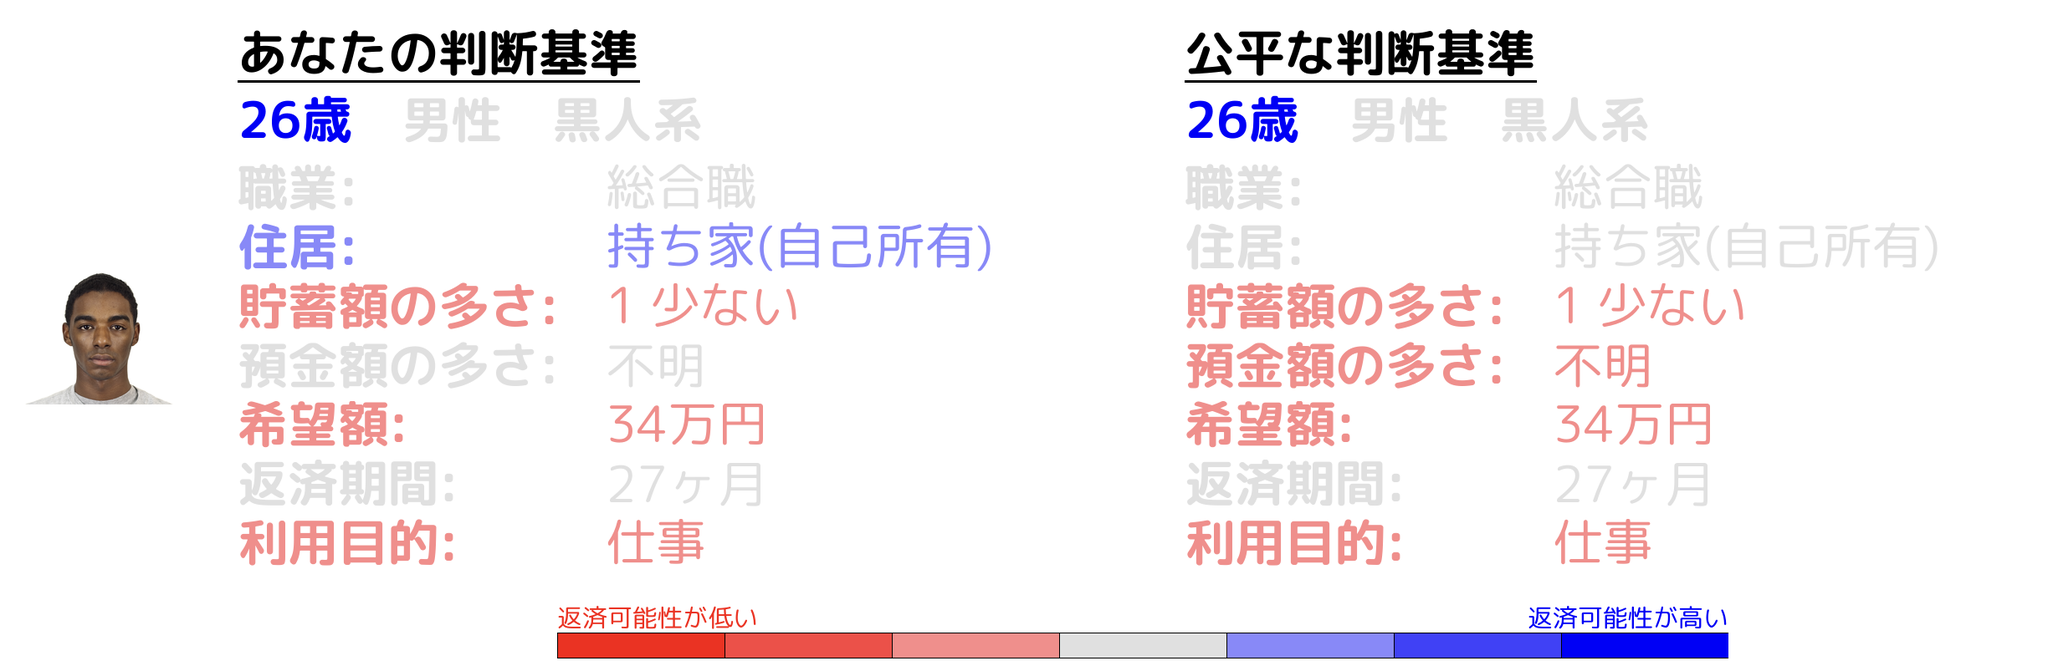 あなたの判断基準
26歳 男性 黒人系
職業: 総合職
住居: 持ち家(自己所有)
貯蓄額の多さ: 1 少ない
預金額の多さ: 不明
希望額: 34万円
返済期間: 27ヶ月
利用目的: 仕事
公平な判断基準
26歳 男性 黒人系
職業: 総合職
住居: 持ち家(自己所有)
貯蓄額の多さ: 1 少ない
預金額の多さ: 不明
希望額: 34万円
返済期間: 27ヶ月
利用目的: 仕事
返済可能性が低い
返済可能性が高い